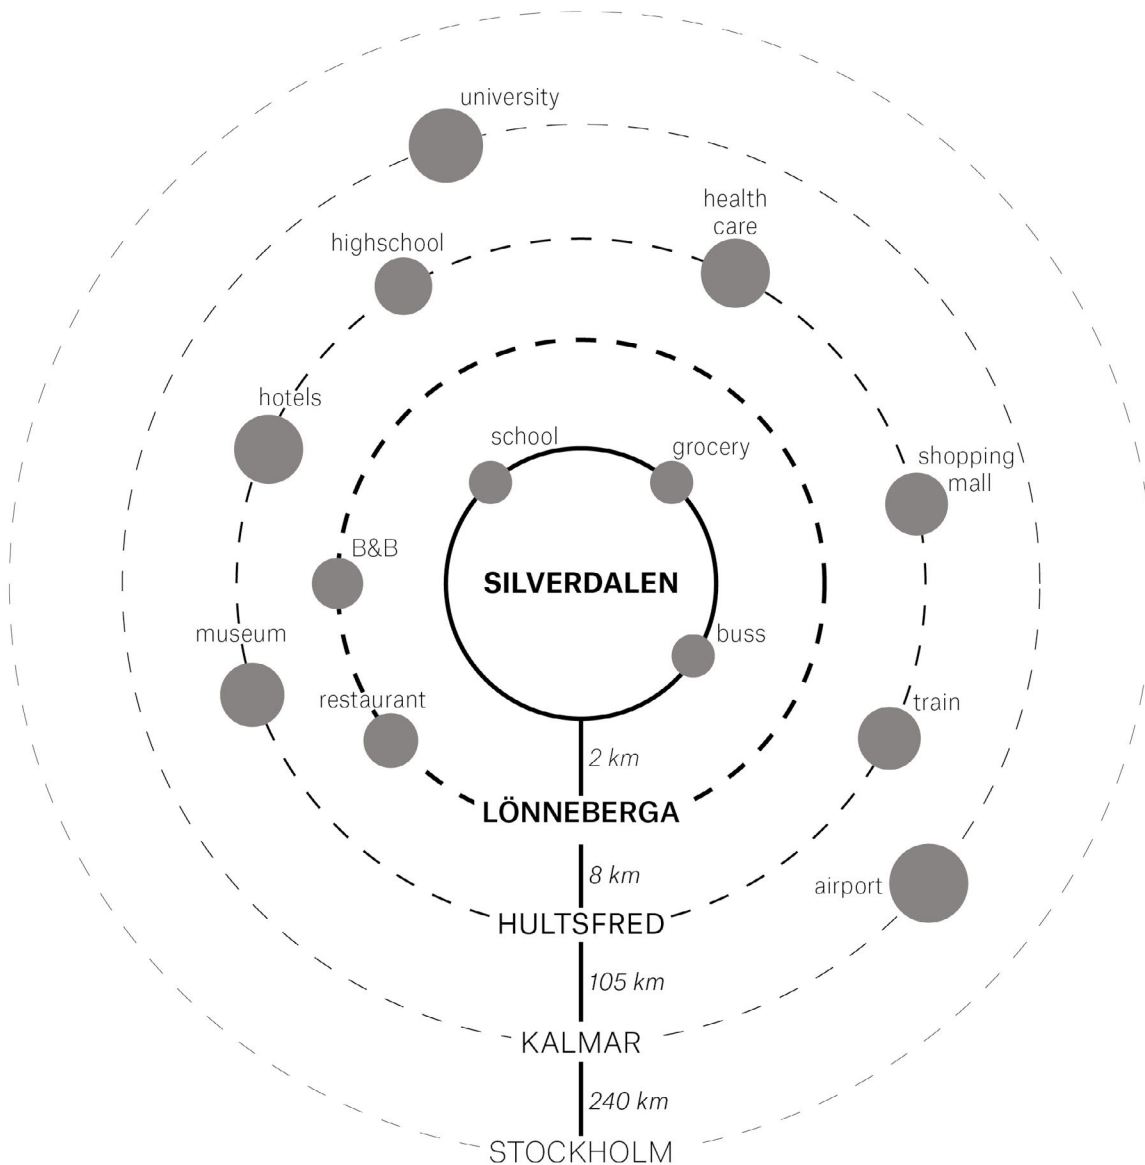 university
health
care
highschool
hotels
school
grocery
shopping
mall
B&B
SILVERDALEN
museum
buss
restaurant
train
2 km
LÖNNEBERGA
8 km
airport
HULTSFRED
105 km
KALMAR
240 km
STOCKHOLM